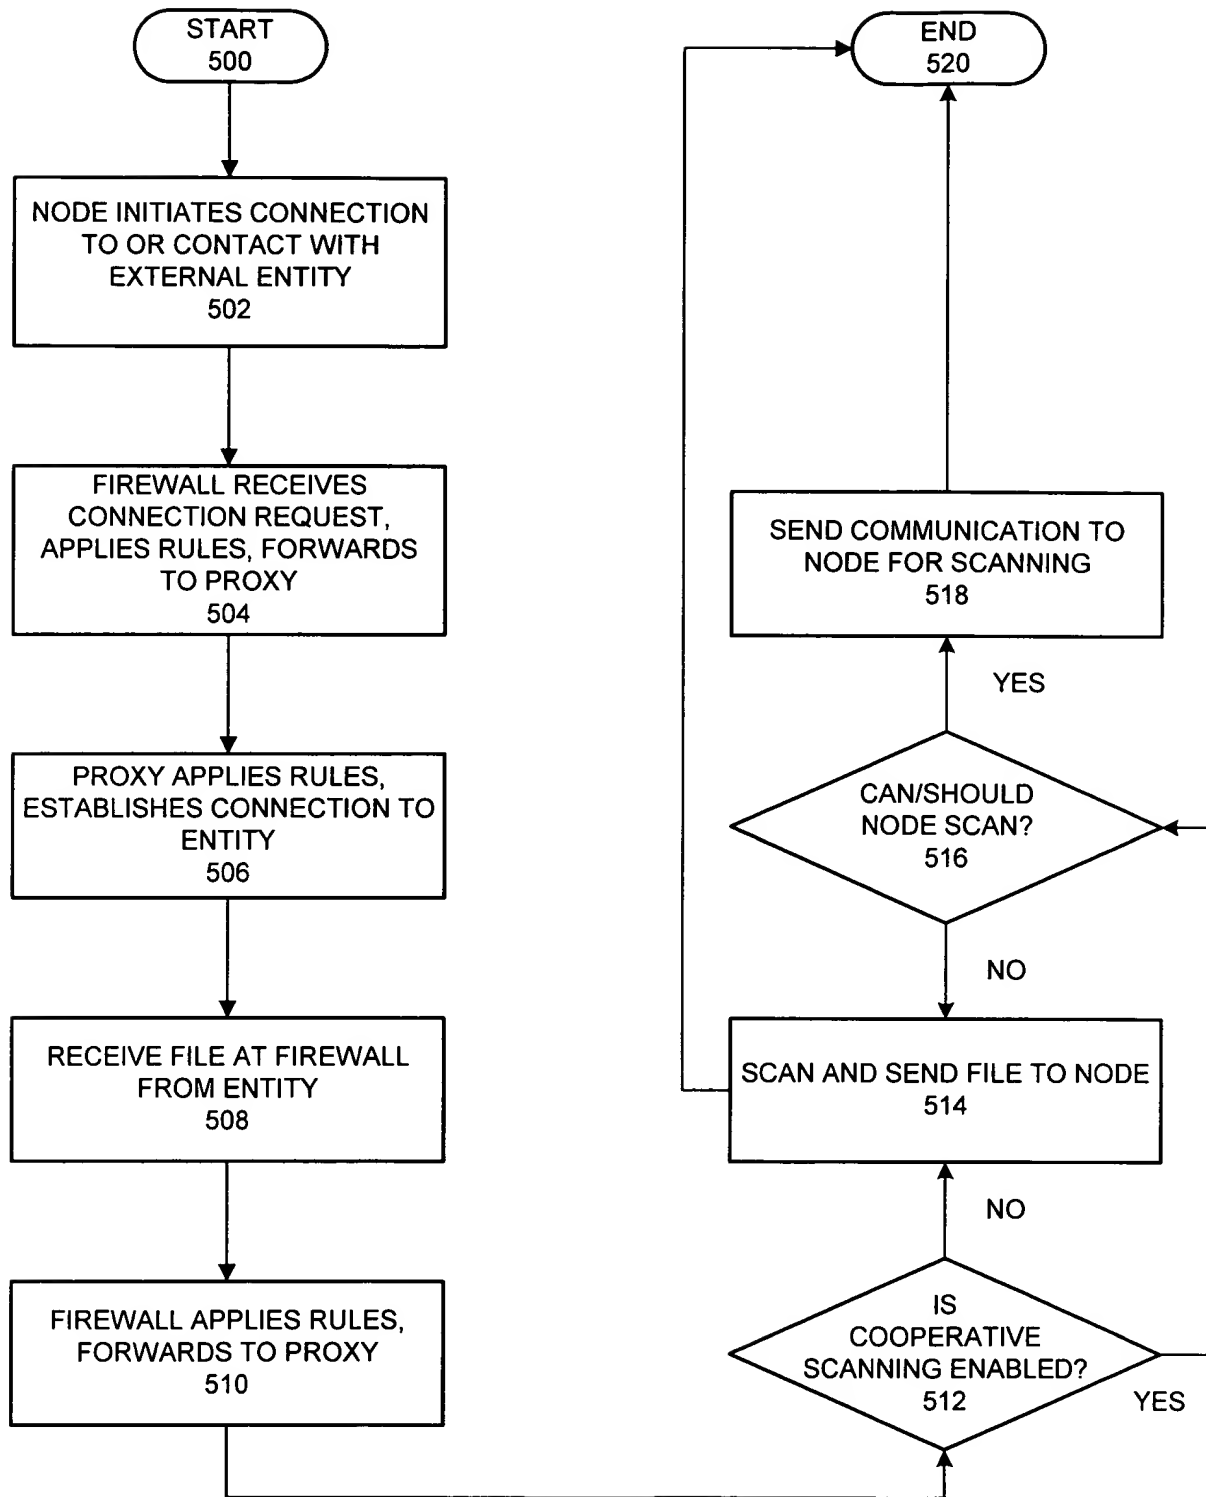 START
500
NODE INITIATES CONNECTION
TO OR CONTACT WITH
EXTERNAL ENTITY
502
FIREWALL RECEIVES
CONNECTION REQUEST,
APPLIES RULES, FORWARDS
TO PROXY
504
PROXY APPLIES RULES,
ESTABLISHES CONNECTION TO
ENTITY
506
RECEIVE FILE AT FIREWALL
FROM ENTITY
508
FIREWALL APPLIES RULES,
FORWARDS TO PROXY
510
END
520
SEND COMMUNICATION TO
NODE FOR SCANNING
518
YES
CAN/SHOULD
NODE SCAN?
516
NO
SCAN AND SEND FILE TO NODE
514
NO
IS
COOPERATIVE
SCANNING ENABLED?
512
YES